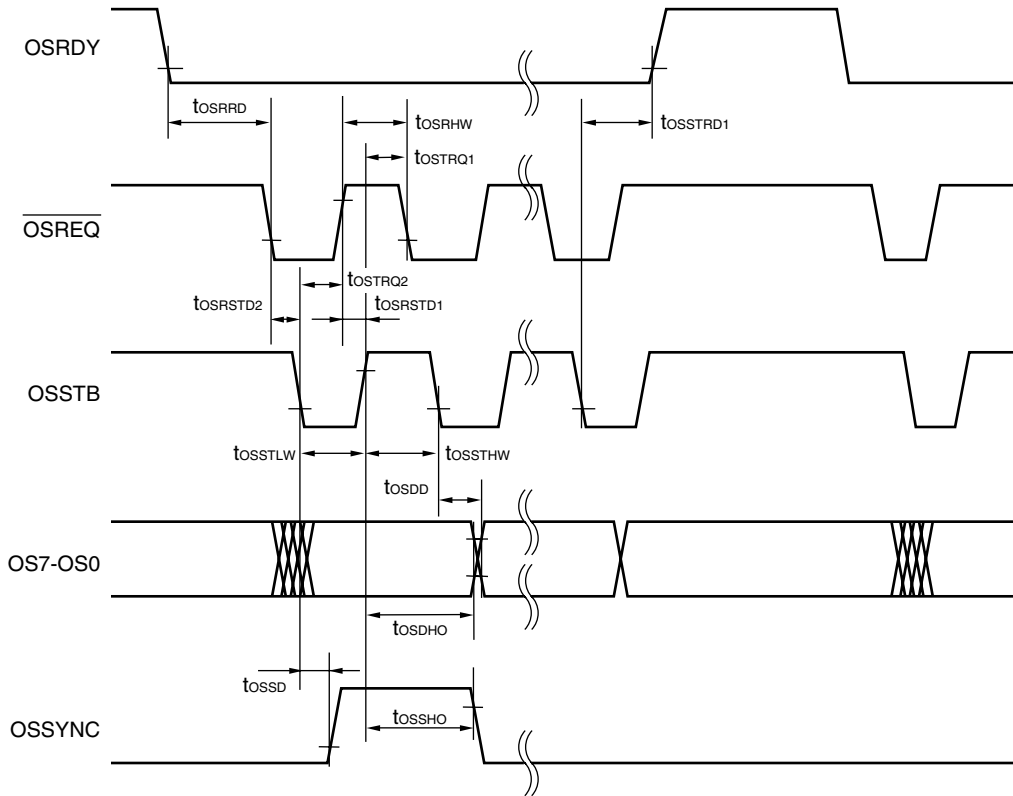 OSRDY
tOSRRD
tOSRHW
tOSSTRD1
tOSTRQ1
OSREQ
tOSTRQ2
tOSRSTD2
tOSRSTD1
OSSTB
tOSSTLW
tOSSTHW
tOSDD
OS7-OS0
tOSDHO
tOSSD
OSSYNC
tOSSHO